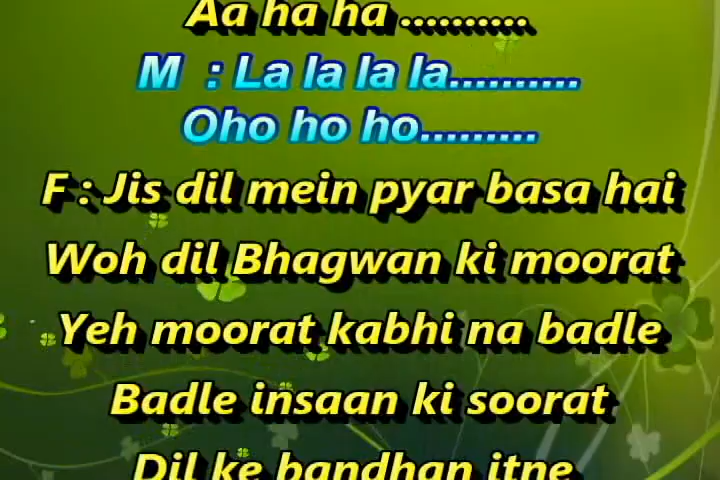 Aa ha ha ..........
M : La la la la..........
Oho ho ho.........
F : Jis dil mein pyar basa hai
Woh dil Bhagwan ki moorat
Yeh moorat kabhi na badle
Badle insaan ki soorat
Dil ke bandhan itne